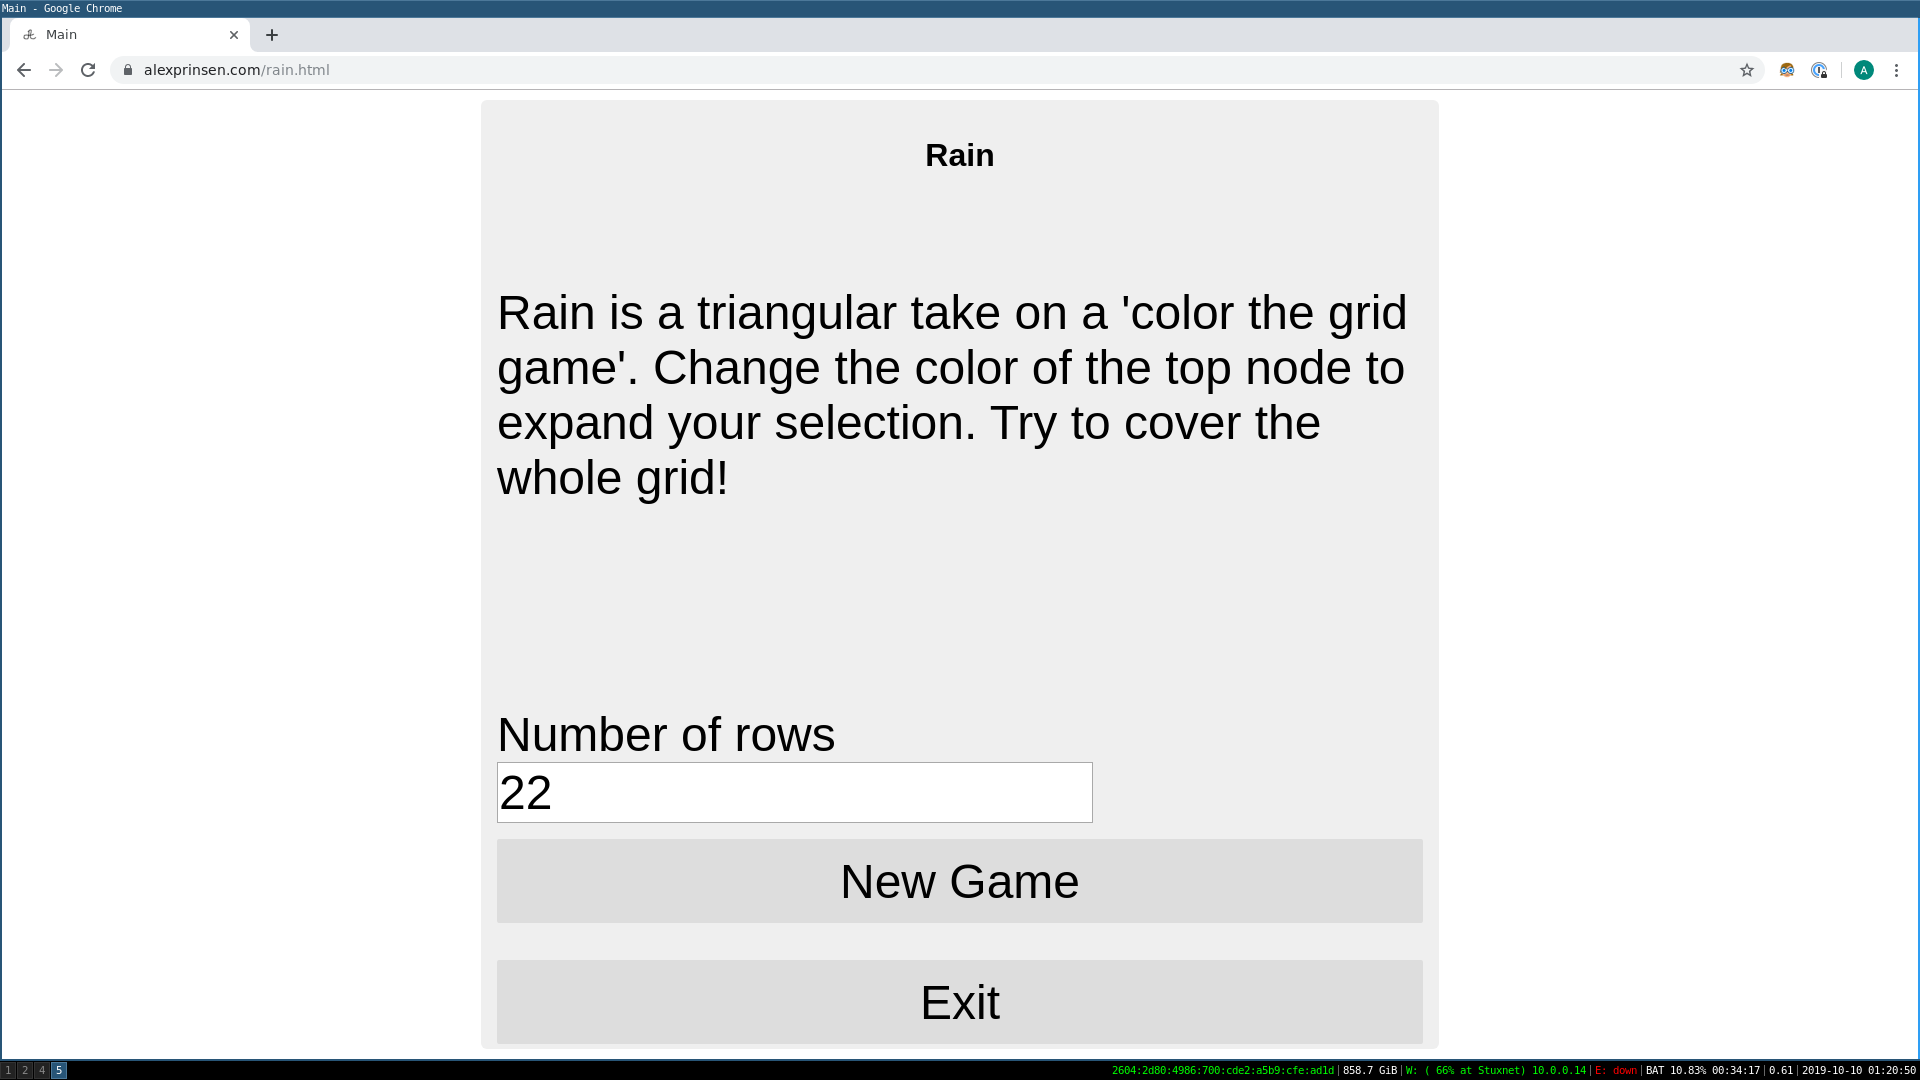 Main - Google Chrome
Main
alexprinsen.com/rain.html
A
Rain
Rain is a triangular take on a 'color the grid
game'. Change the color of the top node to
expand your selection. Try to cover the
whole grid!
Number of rows
22
New Game
Exit
1 2 4 5
2604:2d80:4986:700:cde2:a5b9:cfe:ad1d|858.7 GiB|W: ( 66% at Stuxnet) 10.0.0.14|E: down|BAT 10.83% 00:34:17|0.61|2019-10-10 01:20:50